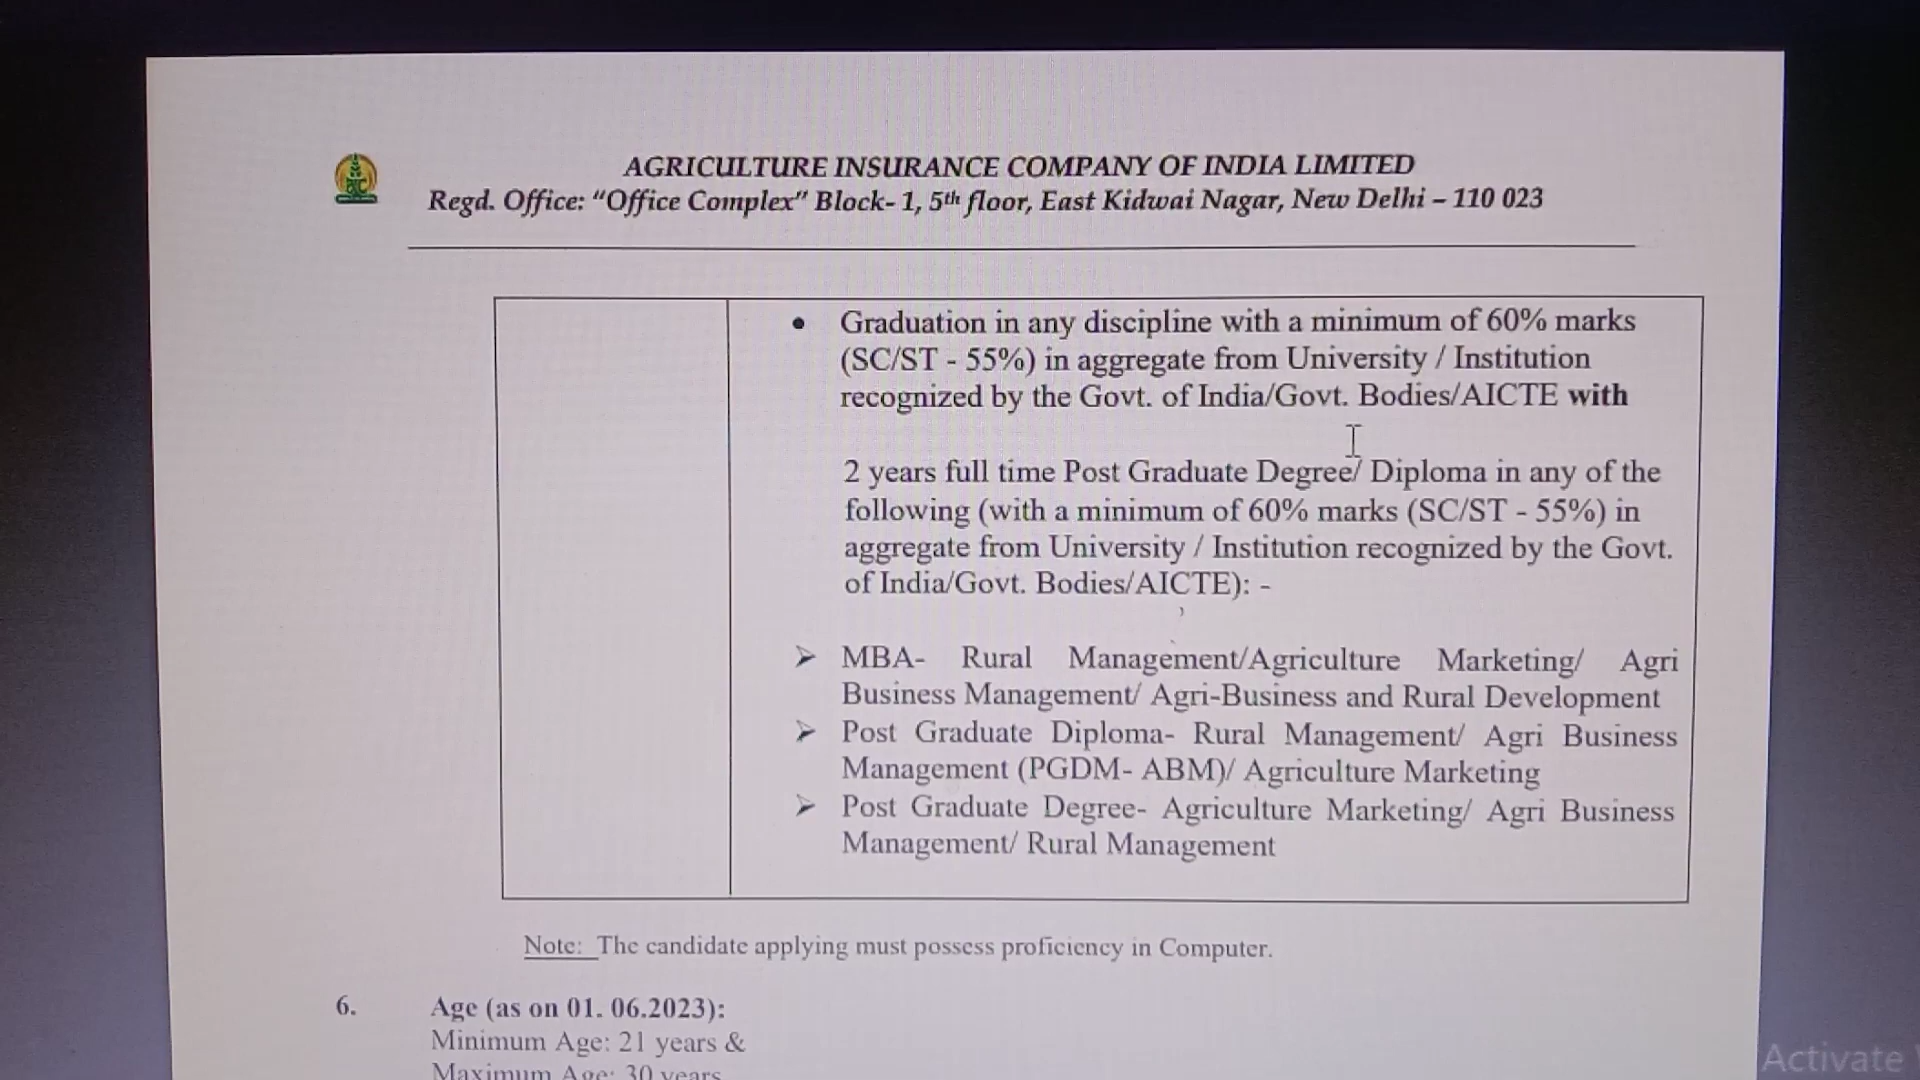 AGRICULTURE INSURANCE COMPANY OF INDIA LIMITED
Regd. Office: “Office Complex” Block- 1, 5th floor, East Kidwai Nagar, New Delhi – 110 023
• Graduation in any discipline with a minimum of 60% marks
(SC/ST - 55%) in aggregate from University / Institution
recognized by the Govt. of India/Govt. Bodies/AICTE with
2 years full time Post Graduate Degree/ Diploma in any of the
following (with a minimum of 60% marks (SC/ST - 55%) in
aggregate from University / Institution recognized by the Govt.
of India/Govt. Bodies/AICTE): -
➢ MBA- Rural Management/Agriculture Marketing/ Agri
Business Management/ Agri-Business and Rural Development
➢ Post Graduate Diploma- Rural Management/ Agri Business
Management (PGDM- ABM)/ Agriculture Marketing
➢ Post Graduate Degree- Agriculture Marketing/ Agri Business
Management/ Rural Management
Note: The candidate applying must possess proficiency in Computer.
6. Age (as on 01. 06.2023):
Minimum Age: 21 years &
Maximum Age: 30 years
Activate